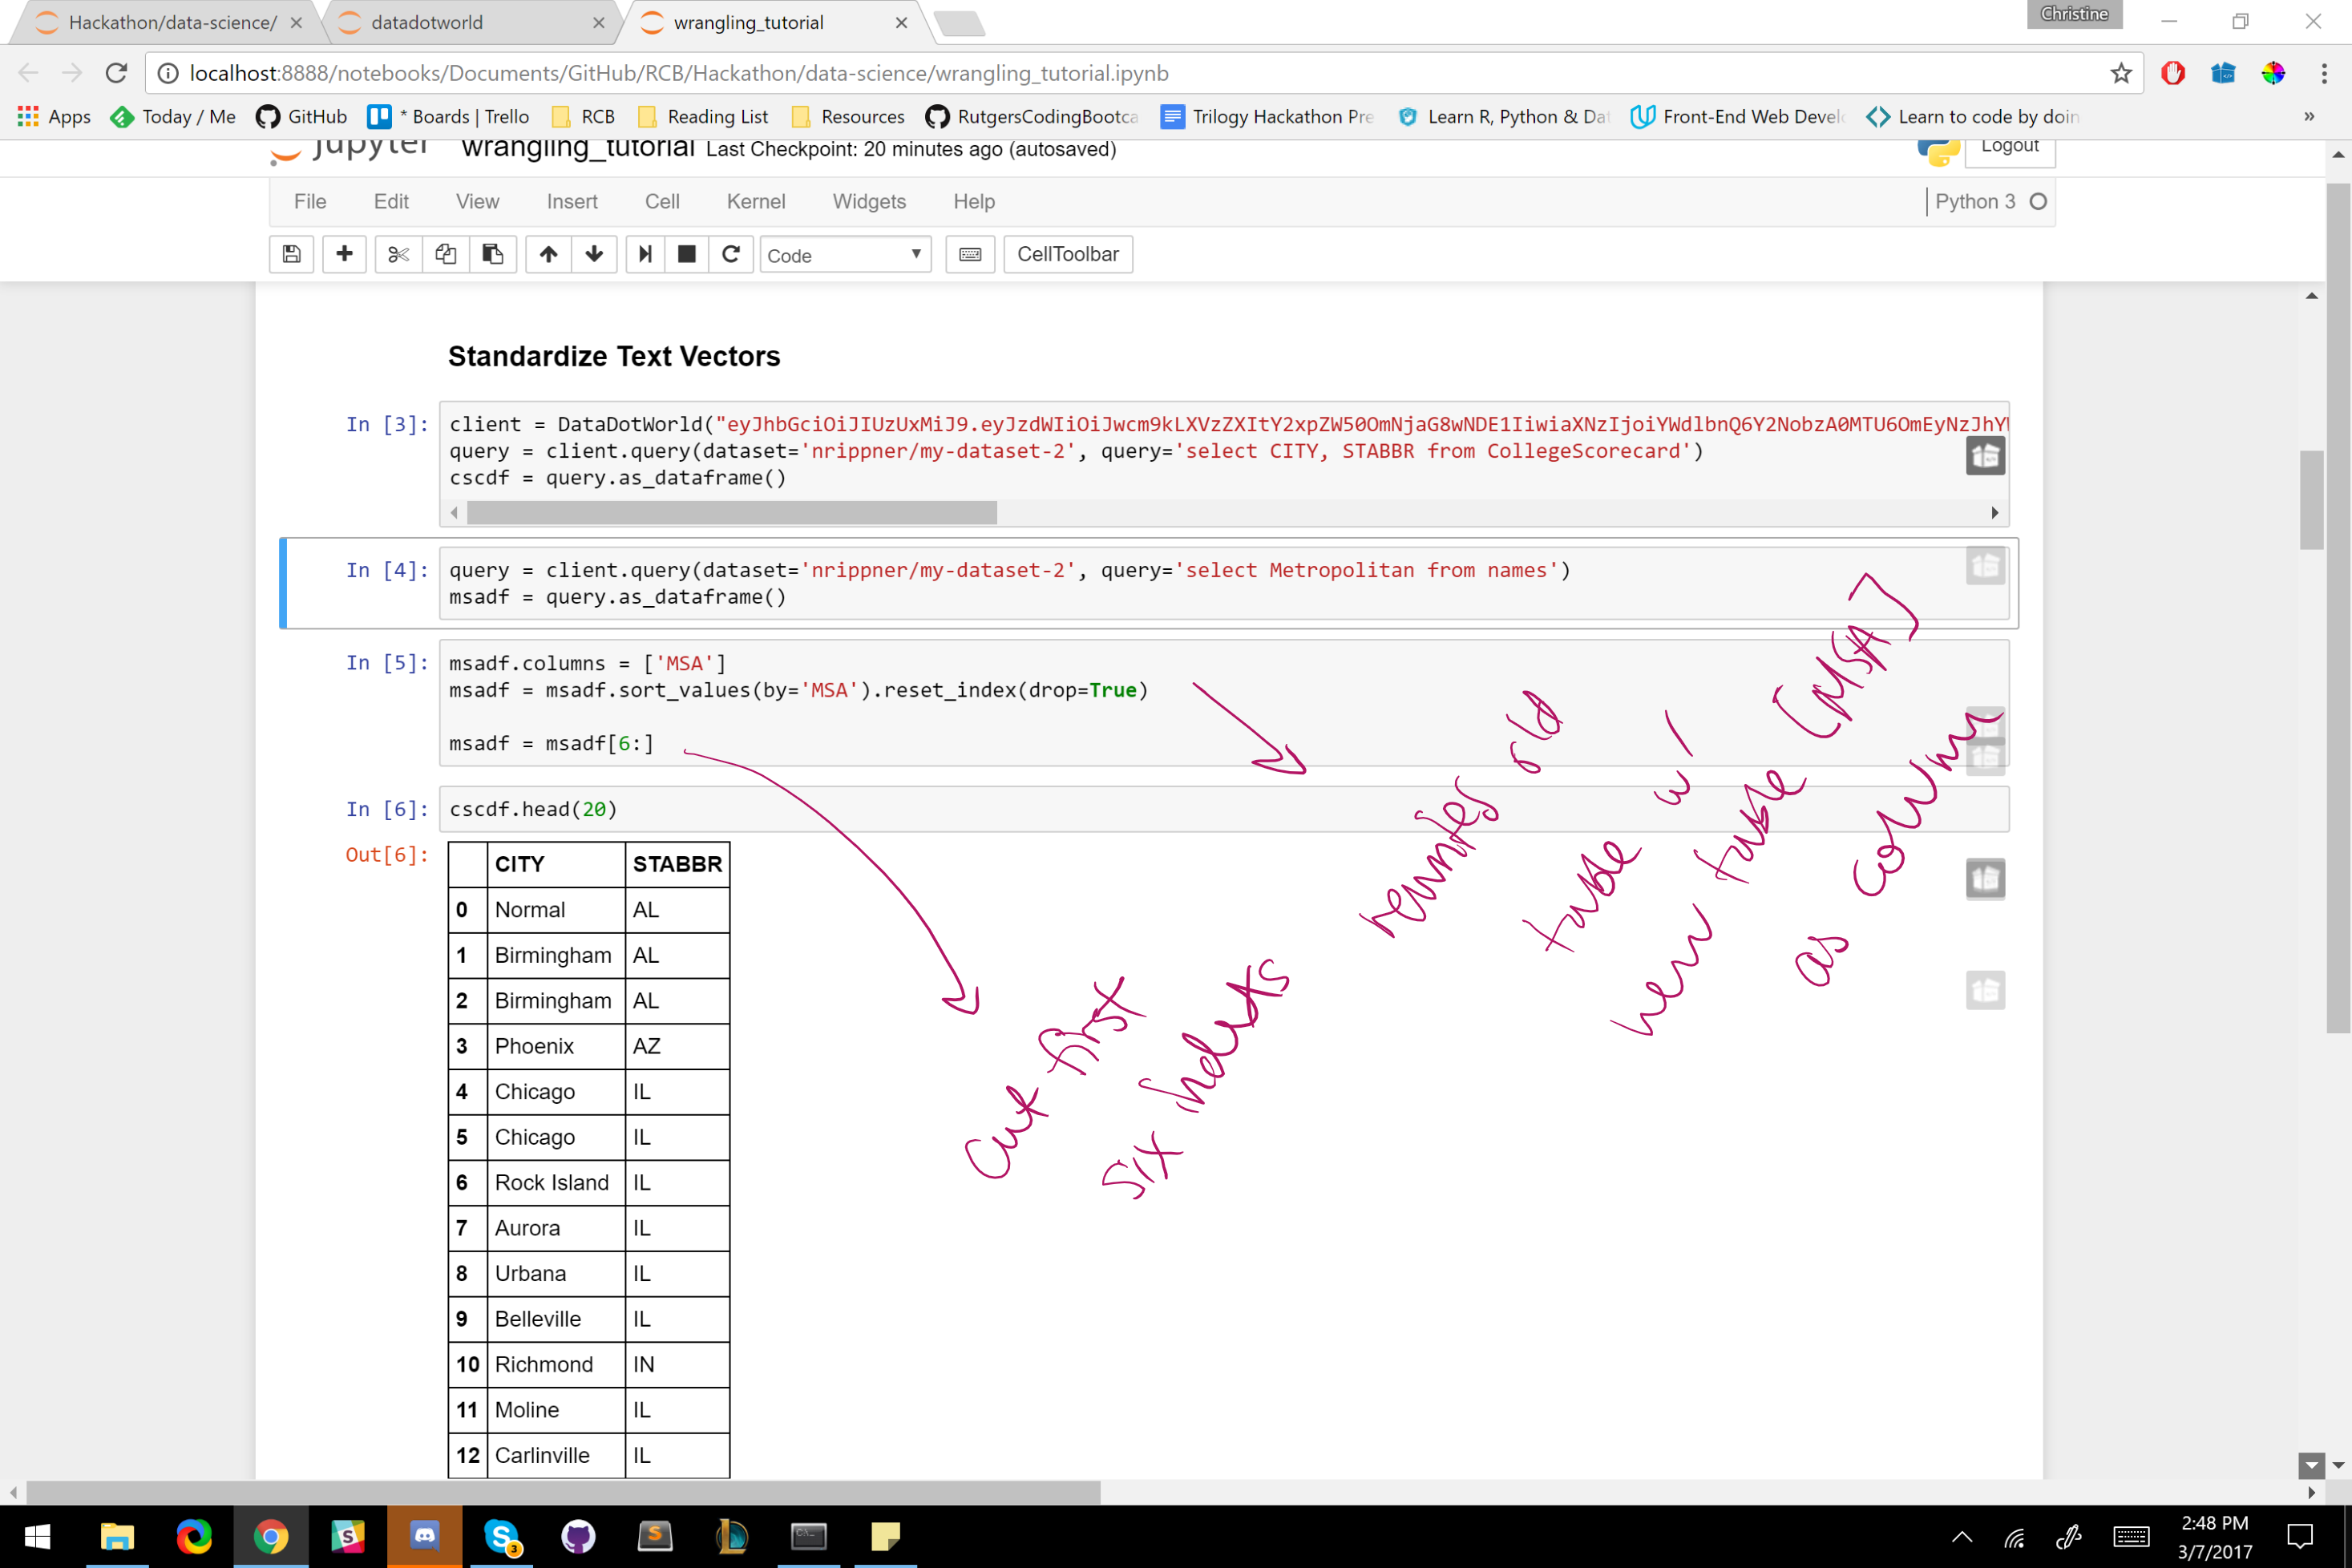 Christine
Hackathon/data-science/
datadotworld
wrangling_tutorial
localhost:8888/notebooks/Documents/GitHub/RCB/Hackathon/data-science/wrangling_tutorial.ipynb
Apps Today / Me GitHub * Boards | Trello RCB Reading List Resources RutgersCodingBootca Trilogy Hackathon Pre Learn R, Python & Dat Front-End Web Devel Learn to code by doin »
jupyter wrangling_tutorial Last Checkpoint: 20 minutes ago (autosaved) Logout
File Edit View Insert Cell Kernel Widgets Help Python 3
Code CellToolbar
Standardize Text Vectors
In [3]: client = DataDotWorld("eyJhbGciOiJIUzUxMiJ9.eyJzdWIiOiJwcm9kLXVzZXItY2xpZW50OmNjaG8wNDE1IiwiaXNzIjoiYWdlbnQ6Y2NobzA0MTU6OmEyNzJhYW
query = client.query(dataset='nrippner/my-dataset-2', query='select CITY, STABBR from CollegeScorecard')
cscdf = query.as_dataframe()
In [4]: query = client.query(dataset='nrippner/my-dataset-2', query='select Metropolitan from names')
msadf = query.as_dataframe()
In [5]: msadf.columns = ['MSA']
msadf = msadf.sort_values(by='MSA').reset_index(drop=True)
msadf = msadf[6:]
In [6]: cscdf.head(20)
Out[6]:
CITY STABBR
0 Normal AL
1 Birmingham AL
2 Birmingham AL
3 Phoenix AZ
4 Chicago IL
5 Chicago IL
6 Rock Island IL
7 Aurora IL
8 Urbana IL
9 Belleville IL
10 Richmond IN
11 Moline IL
12 Carlinville IL
cut first
six indexts
rewrites old
table w/
new table [MSA]
as column
2:48 PM
3/7/2017